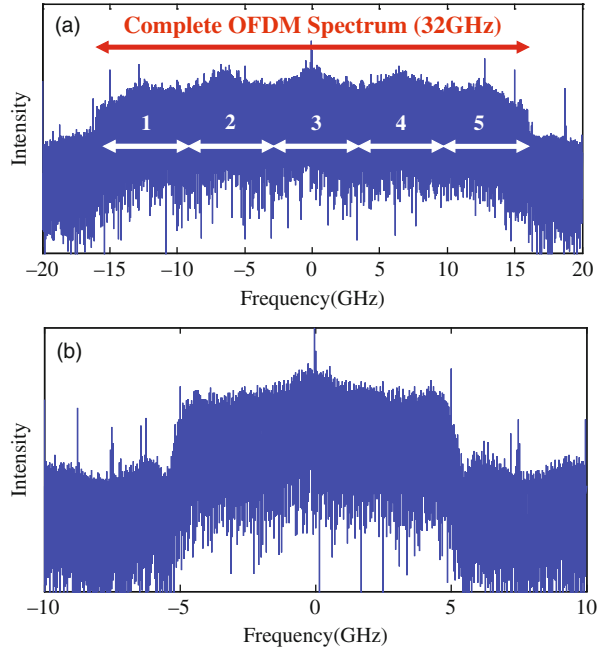 (a)
Complete OFDM Spectrum (32GHz)
1 2 3 4 5
Intensity
−20 −15 −10 −5 0 5 10 15 20
Frequency(GHz)
(b)
Intensity
−10 −5 0 5 10
Frequency(GHz)